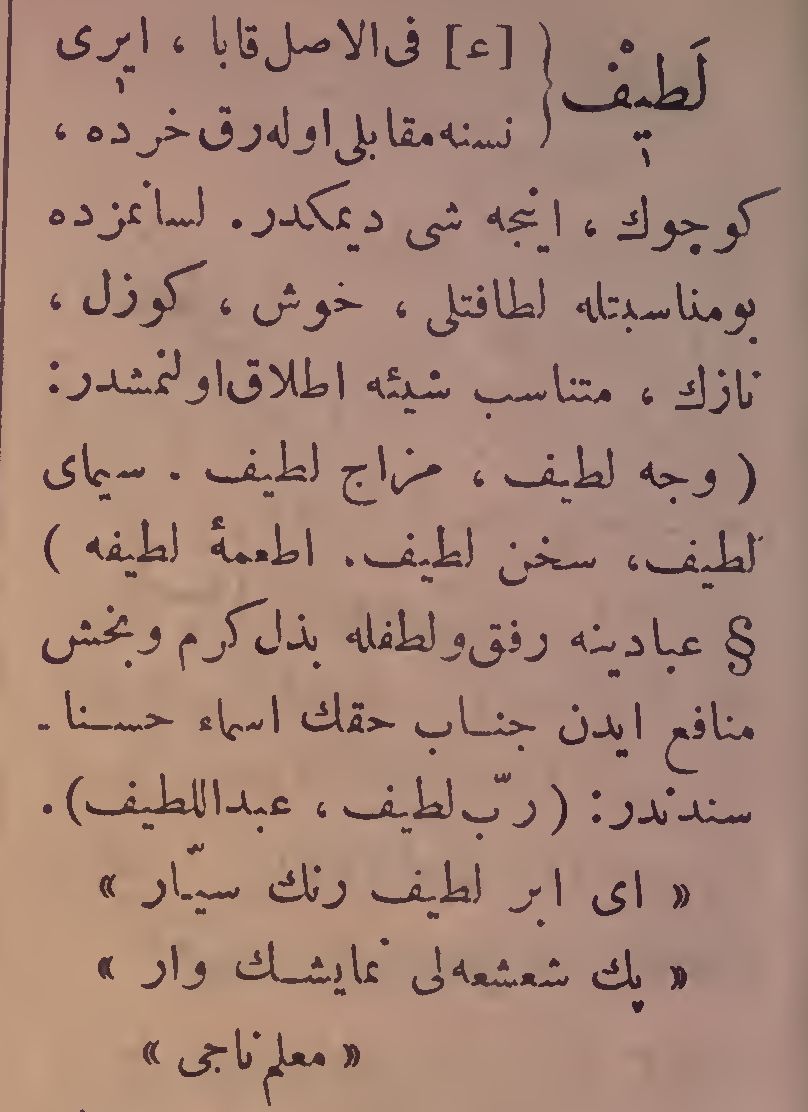 لَطيفْ { [ع] فى الاصل قابا ، ايرى
نسنه مقابلى اوله رق خرده ،
كوجوك ، اينجه شى ديمكدر . لسانمزده
بومناسبتله لطافتلى ، خوش ، كوزل ،
نازك ، متناسب شيئه اطلاق اولنمشدر :
( وجه لطيف ، مزاج لطيف . سيماى
لطيف ، سخن لطيف . اطعمهٔ لطيفه )
§ عبادينه رفق ولطفله بذل كرم وبخش
منافع ايدن جناب حقك اسماء حسنا -
سندندر : ( ربّ لطيف ، عبداللطيف ) .
« اى ابر لطيف رنك سيّار »
« پك شعشعه لى نمايشك وار »
« معلم ناجى »